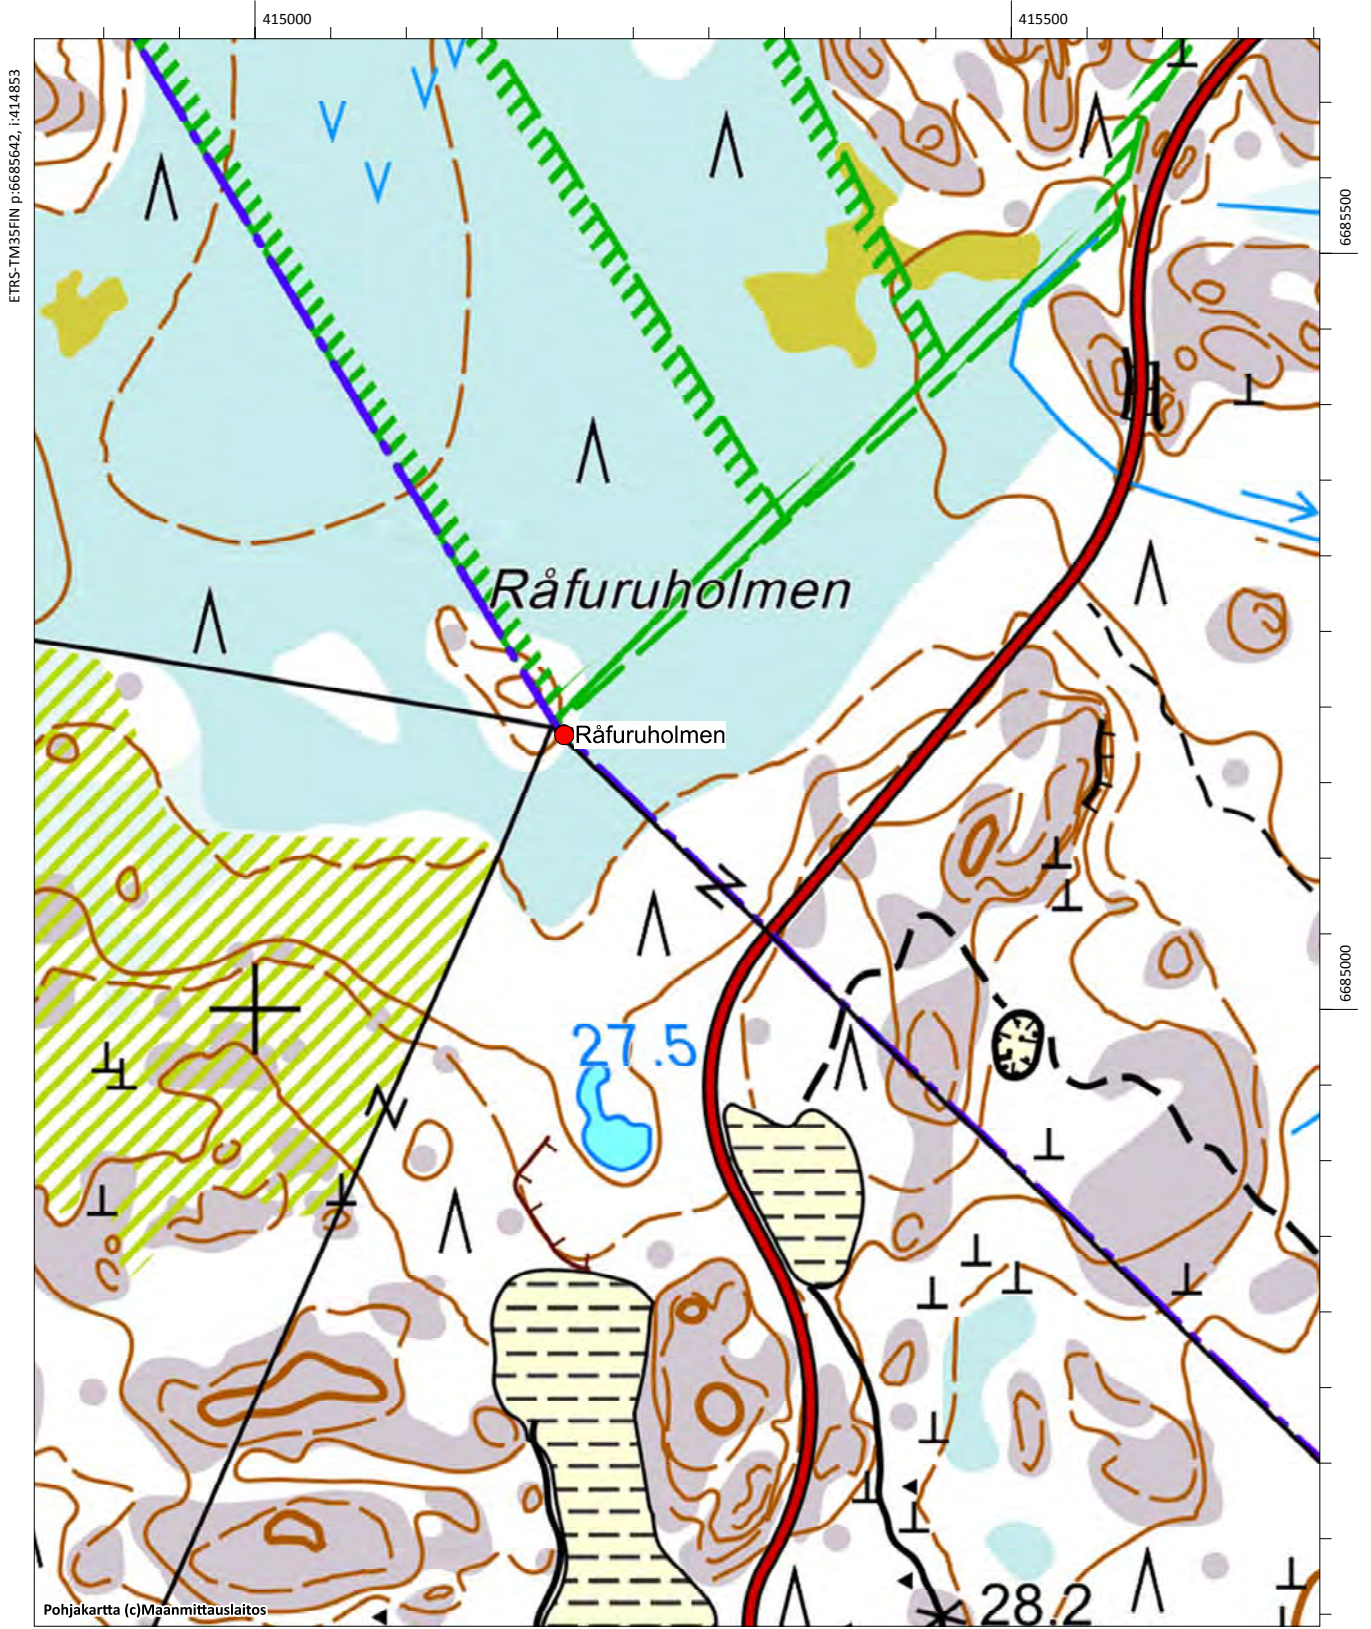 415000
415500
ETRS-TM35FIN p:6685642, i:414853
6685500
Råfuruholmen
Råfuruholmen
6685000
27.5
28.2
Pohjakartta (c)Maanmittauslaitos